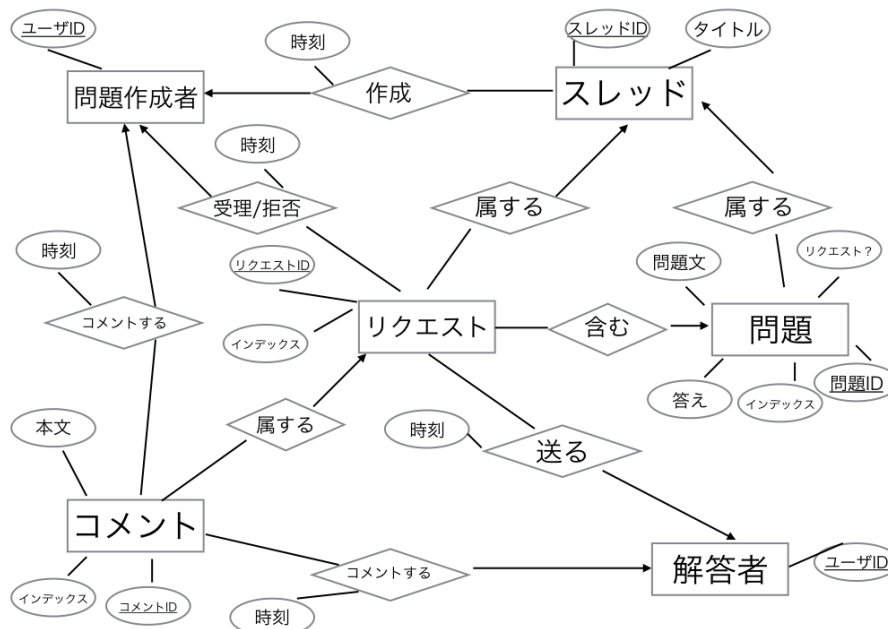 ユーザID
スレッドID
タイトル
時刻
問題作成者
作成
スレッド
時刻
受理/拒否
属する
属する
時刻
リクエストID
問題文
リクエスト？
コメントする
リクエスト
含む
問題
インデックス
答え
インデックス
問題ID
本文
属する
時刻
送る
コメント
解答者
ユーザID
コメントする
インデックス
コメントID
時刻